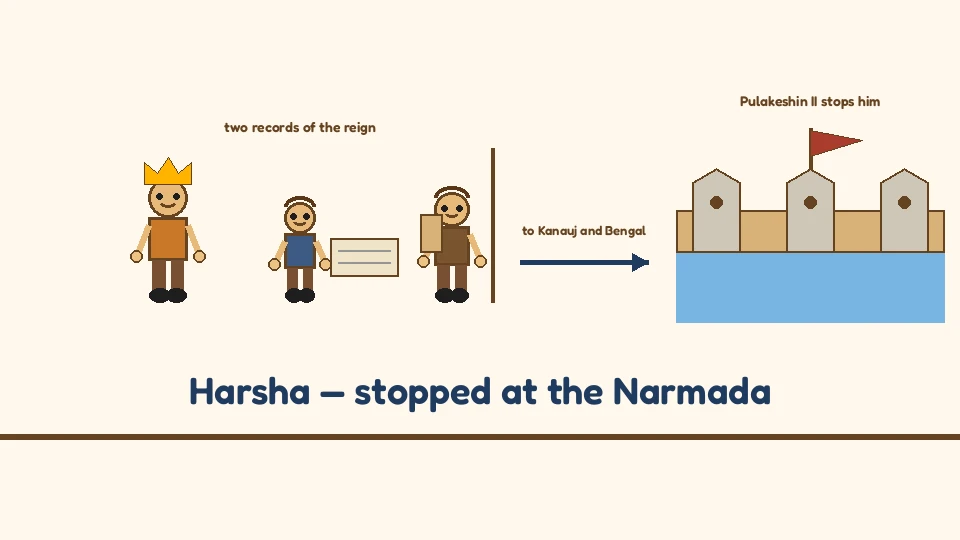 Pulakeshin II stops him
two records of the reign
to Kanauj and Bengal
Harsha — stopped at the Narmada